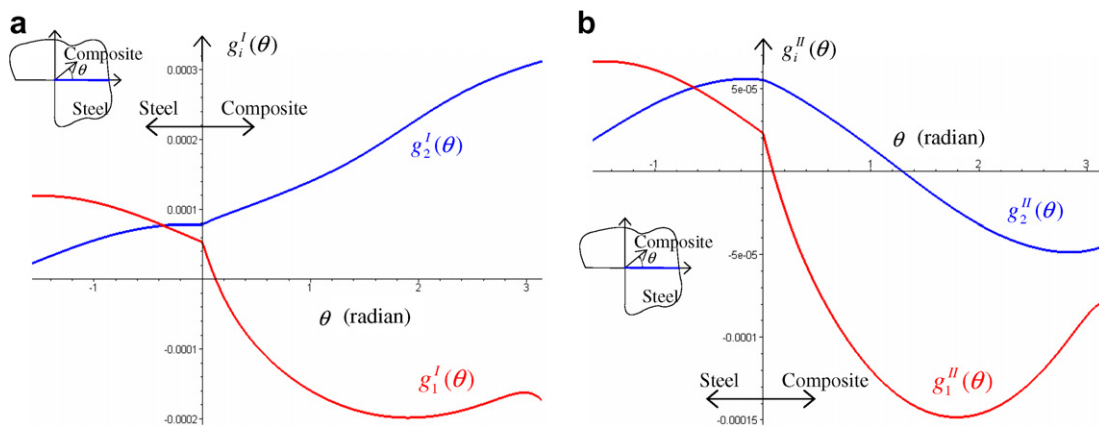 a
g_i^I(θ)
Composite
θ
Steel
0.0003
Steel
Composite
0.0002
g_2^I(θ)
0.0001
-1
1
2
3
θ (radian)
-0.0001
g_1^I(θ)
-0.0002
b
g_i^II(θ)
5e-05
θ (radian)
-1
1
2
3
g_2^II(θ)
Composite
θ
Steel
-5e-05
-0.0001
Steel
Composite
g_1^II(θ)
-0.00015